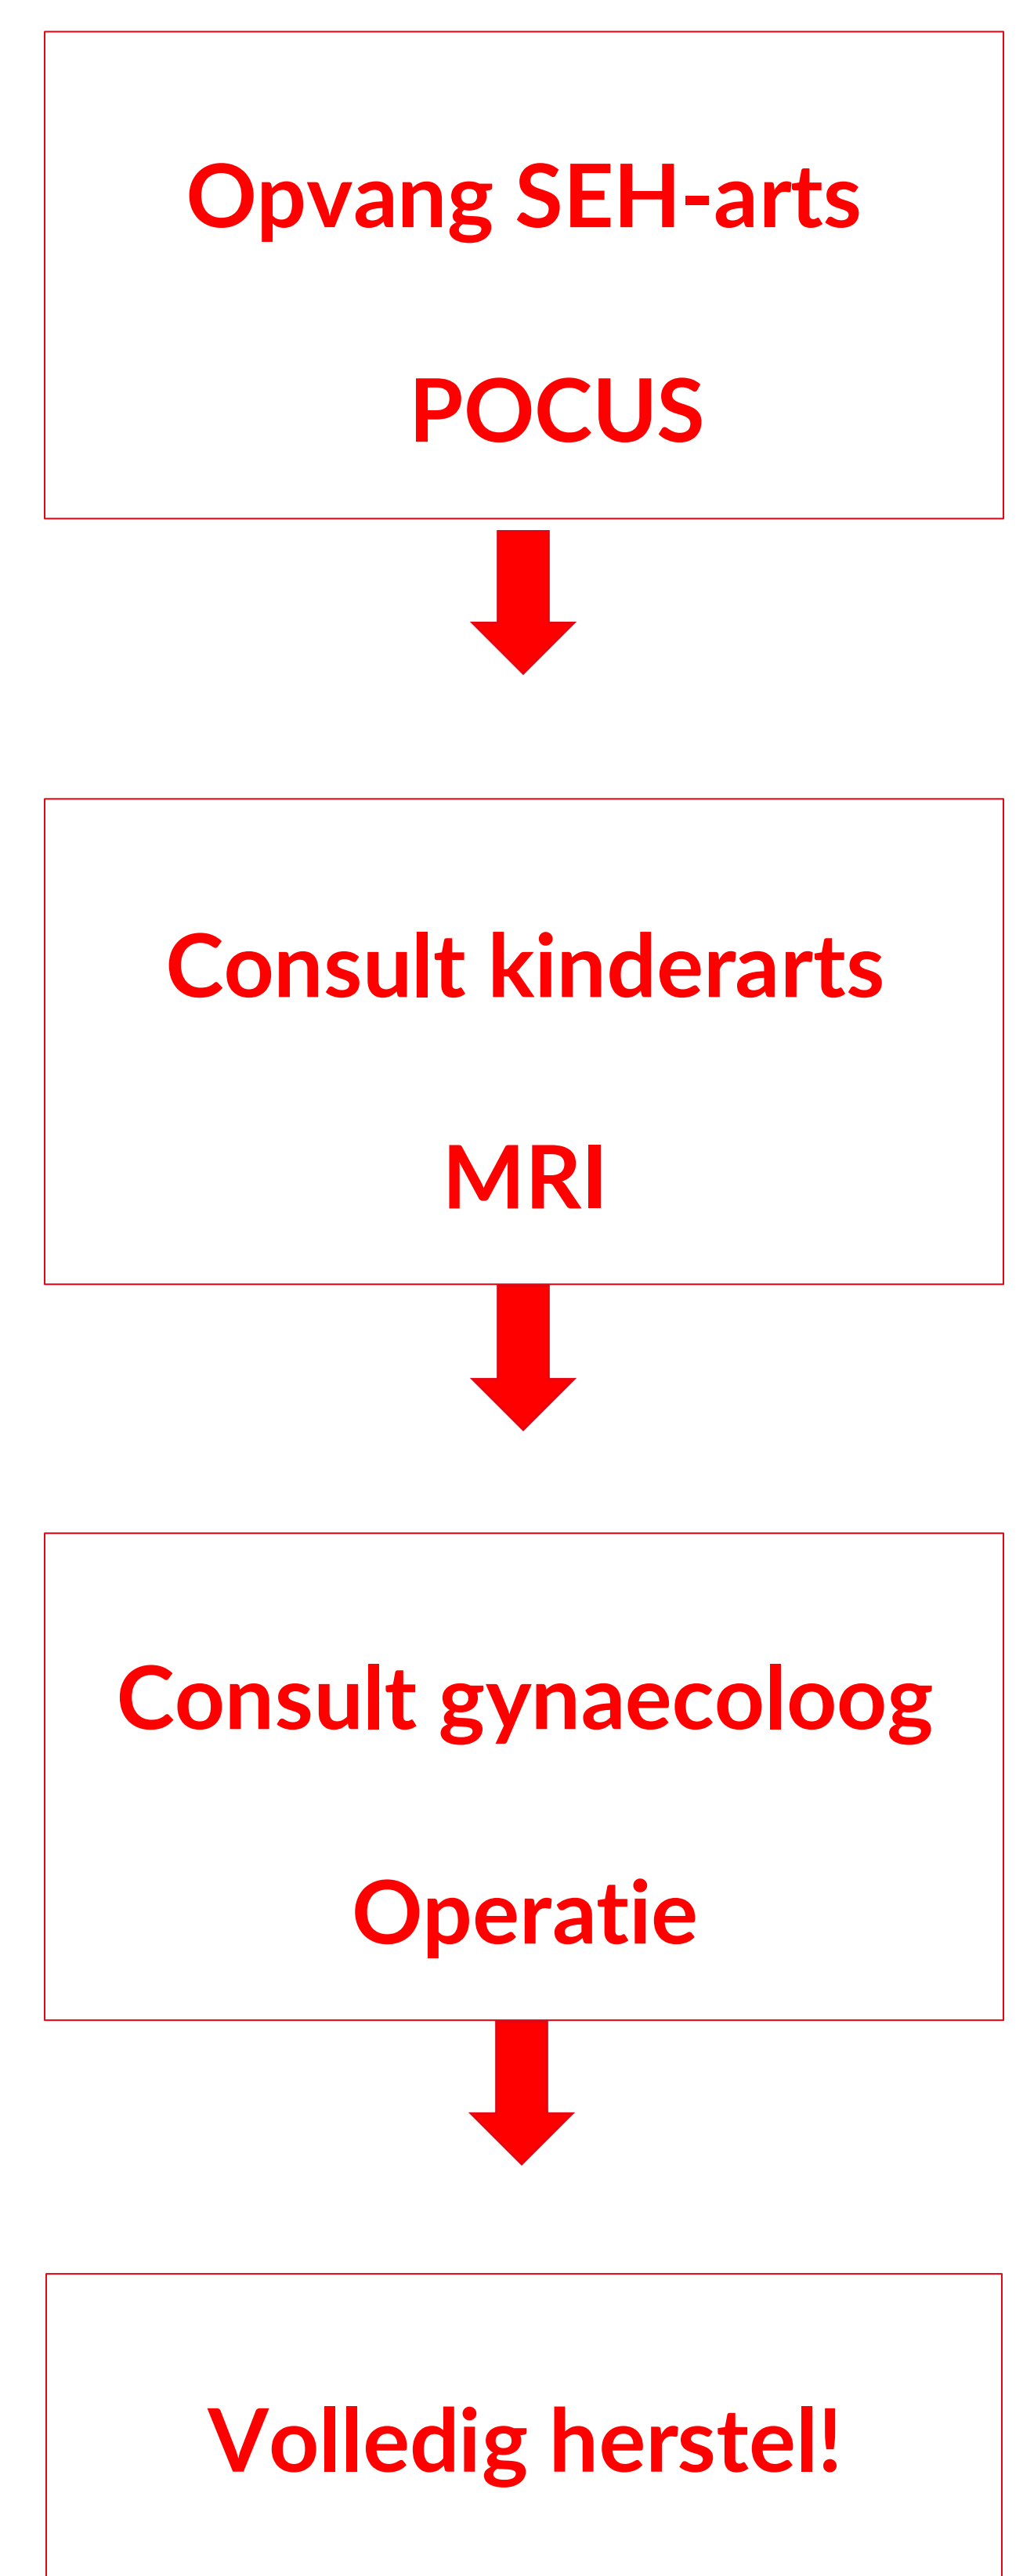 Opvang SEH-arts
POCUS
Consult kinderarts
MRI
Consult gynaecoloog
Operatie
Volledig herstel!